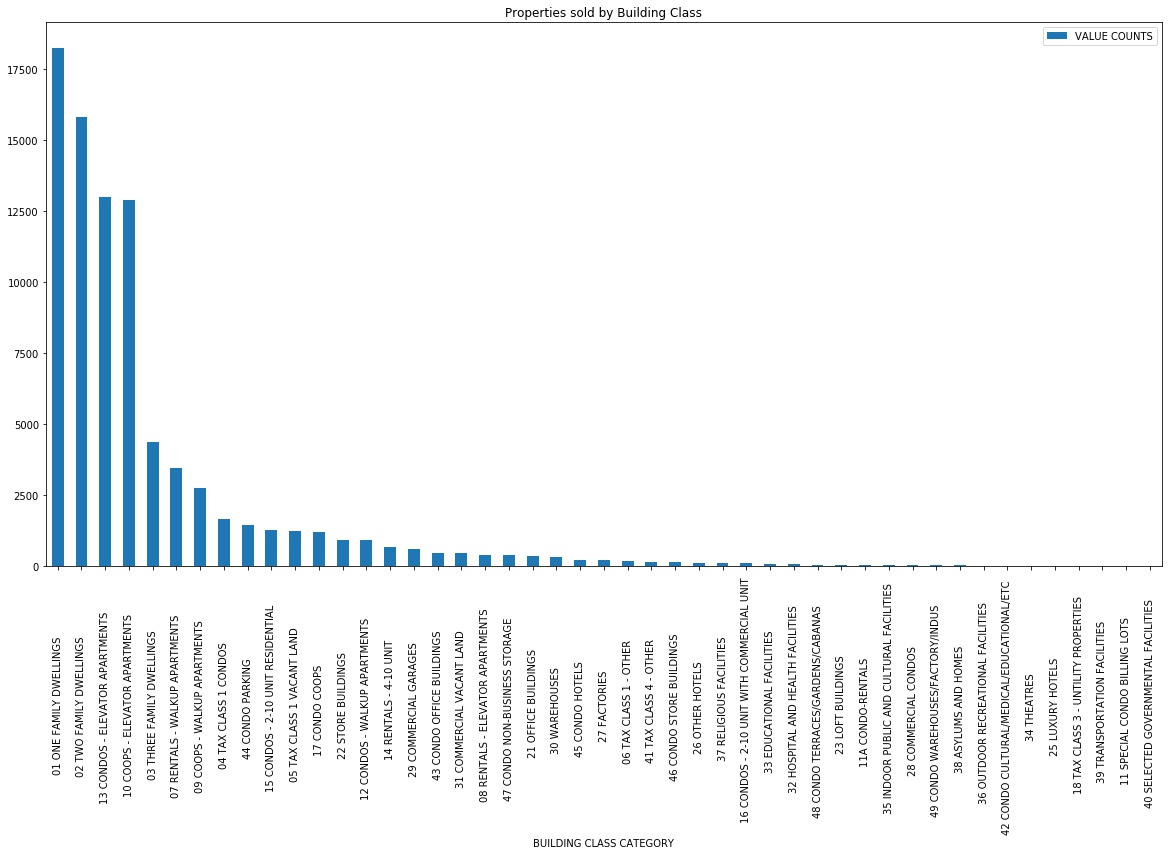 Properties sold by Building Class
VALUE COUNTS
17500
15000
12500
10000
7500
5000
2500
0
01 ONE FAMILY DWELLINGS
02 TWO FAMILY DWELLINGS
13 CONDOS - ELEVATOR APARTMENTS
10 COOPS - ELEVATOR APARTMENTS
03 THREE FAMILY DWELLINGS
07 RENTALS - WALKUP APARTMENTS
09 COOPS - WALKUP APARTMENTS
04 TAX CLASS 1 CONDOS
44 CONDO PARKING
15 CONDOS - 2-10 UNIT RESIDENTIAL
05 TAX CLASS 1 VACANT LAND
17 CONDO COOPS
22 STORE BUILDINGS
12 CONDOS - WALKUP APARTMENTS
14 RENTALS - 4-10 UNIT
29 COMMERCIAL GARAGES
43 CONDO OFFICE BUILDINGS
31 COMMERCIAL VACANT LAND
08 RENTALS - ELEVATOR APARTMENTS
47 CONDO NON-BUSINESS STORAGE
21 OFFICE BUILDINGS
30 WAREHOUSES
45 CONDO HOTELS
27 FACTORIES
06 TAX CLASS 1 - OTHER
41 TAX CLASS 4 - OTHER
46 CONDO STORE BUILDINGS
26 OTHER HOTELS
37 RELIGIOUS FACILITIES
16 CONDOS - 2-10 UNIT WITH COMMERCIAL UNIT
33 EDUCATIONAL FACILITIES
32 HOSPITAL AND HEALTH FACILITIES
48 CONDO TERRACES/GARDENS/CABANAS
23 LOFT BUILDINGS
11A CONDO-RENTALS
35 INDOOR PUBLIC AND CULTURAL FACILITIES
28 COMMERCIAL CONDOS
49 CONDO WAREHOUSES/FACTORY/INDUS
38 ASYLUMS AND HOMES
36 OUTDOOR RECREATIONAL FACILITIES
42 CONDO CULTURAL/MEDICAL/EDUCATIONAL/ETC
34 THEATRES
25 LUXURY HOTELS
18 TAX CLASS 3 - UNTILITY PROPERTIES
39 TRANSPORTATION FACILITIES
11 SPECIAL CONDO BILLING LOTS
40 SELECTED GOVERNMENTAL FACILITIES
BUILDING CLASS CATEGORY